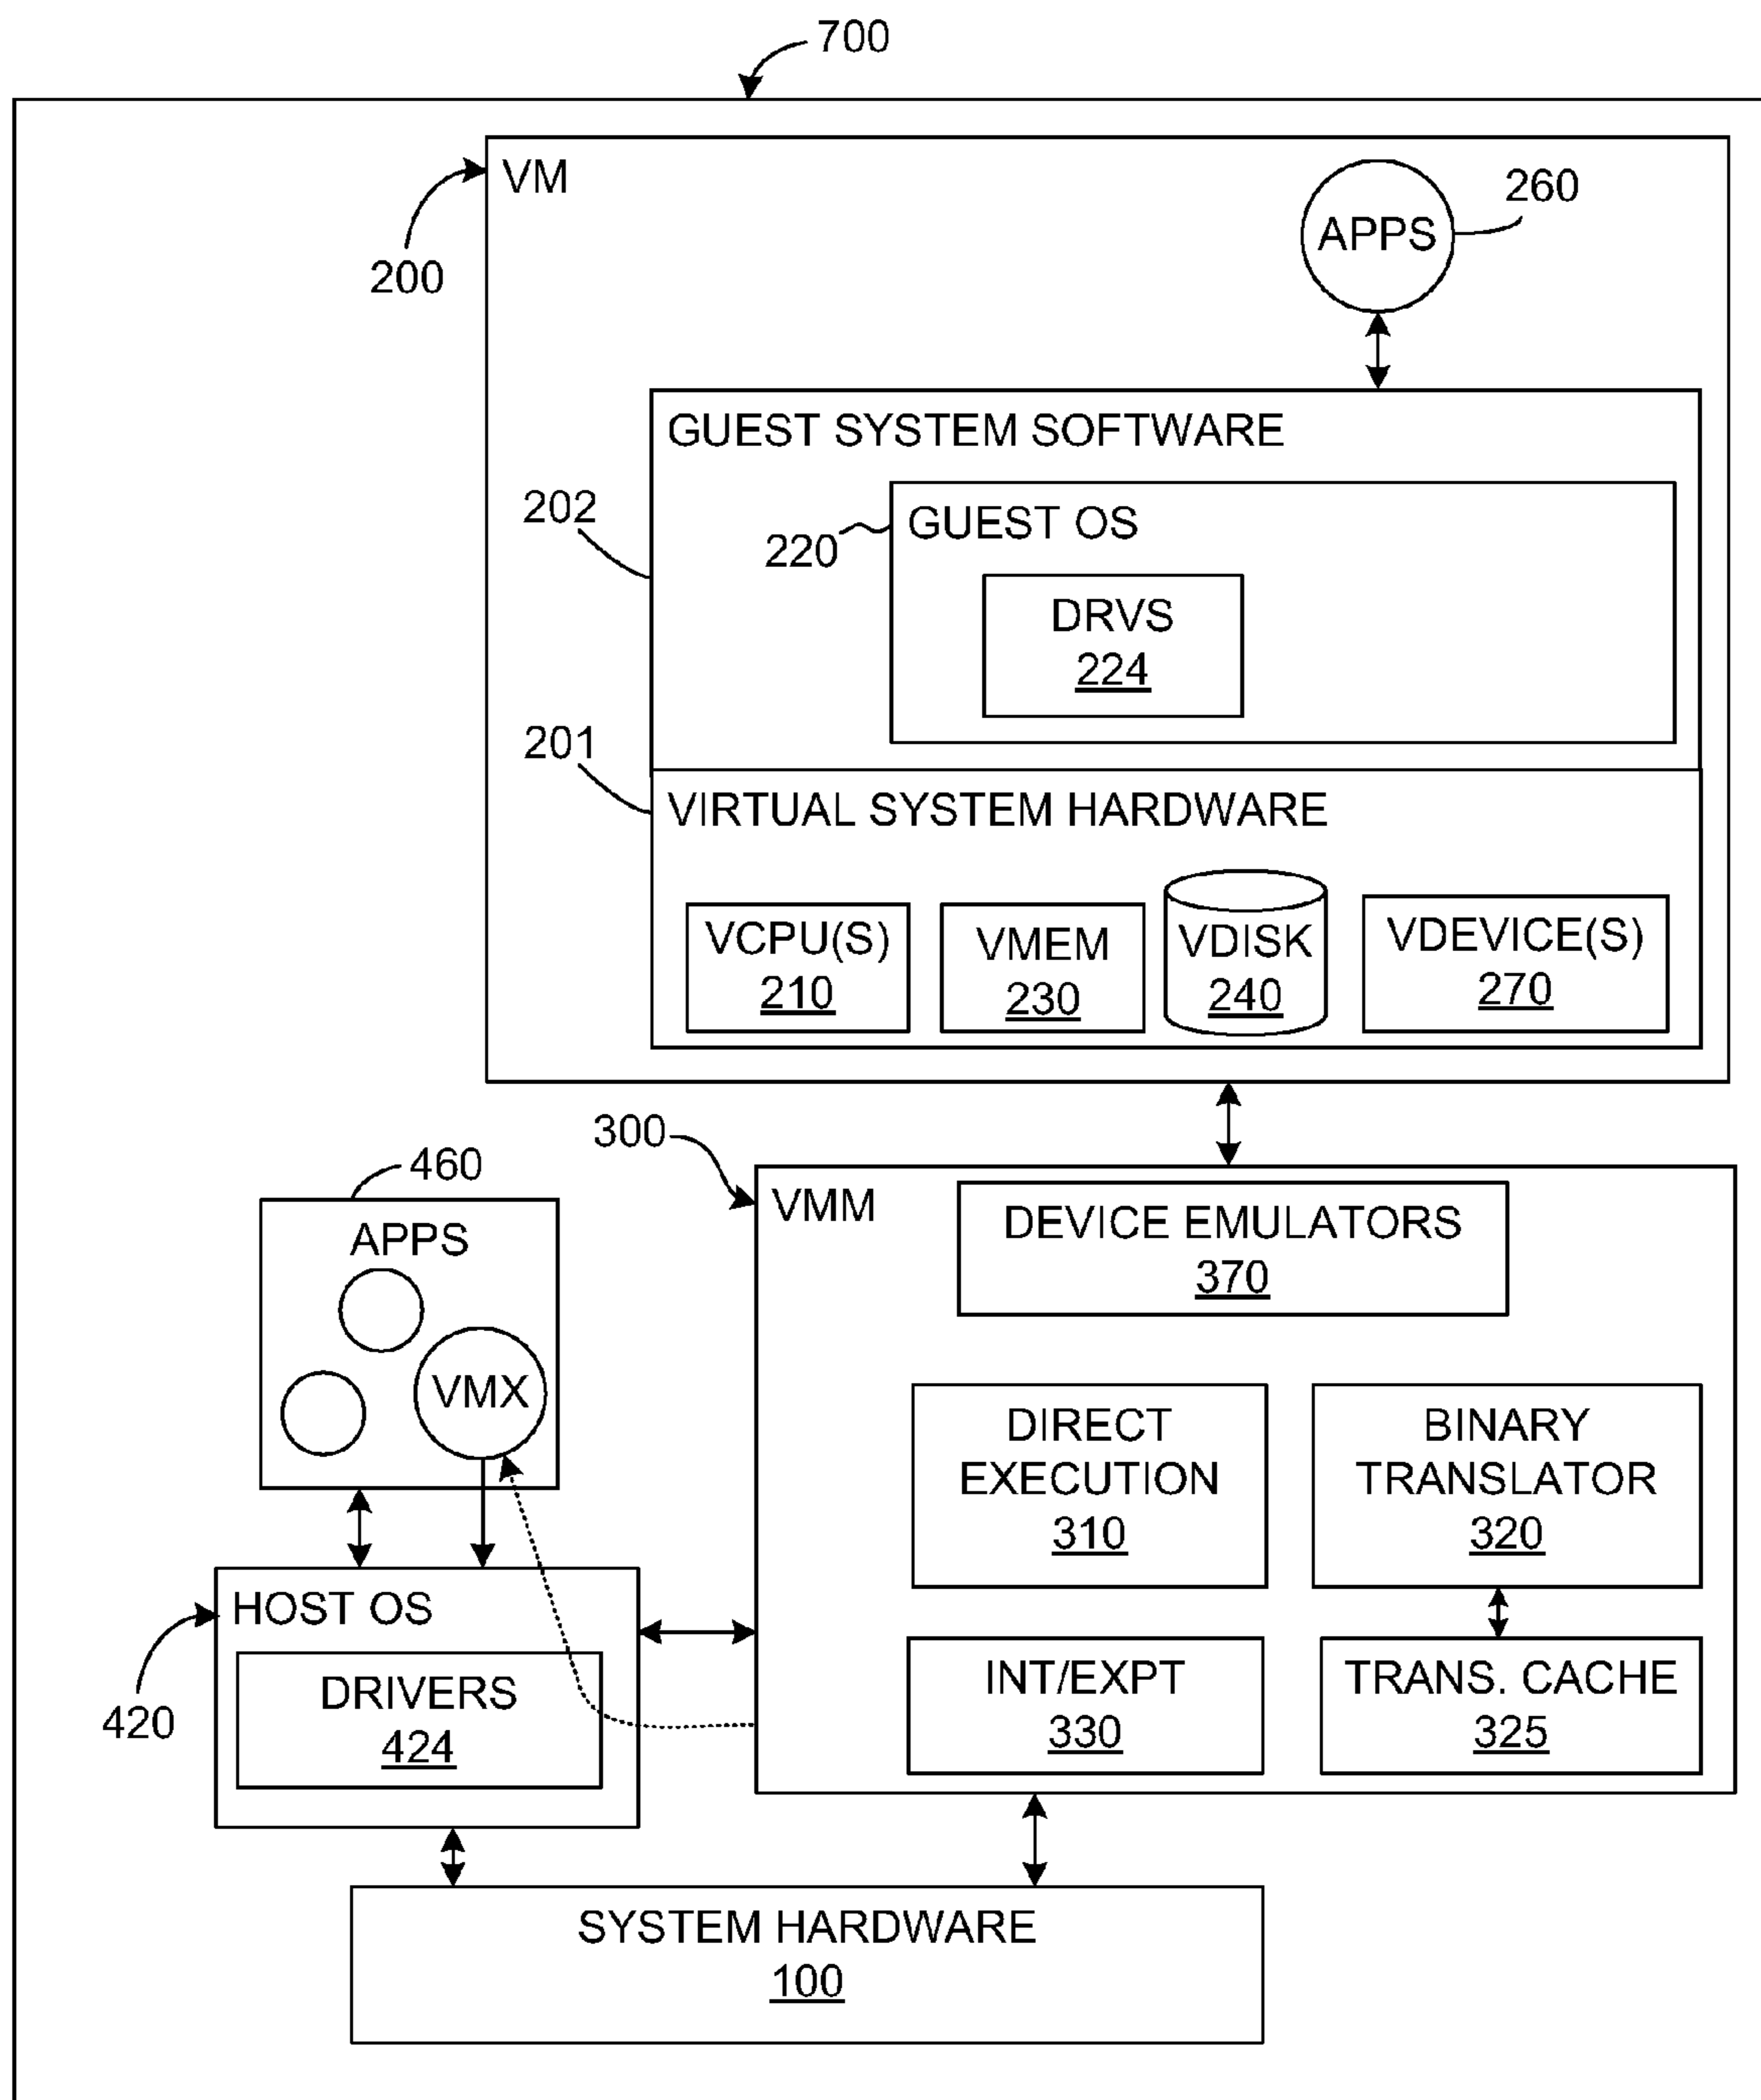 700
VM
200
APPS
260
GUEST SYSTEM SOFTWARE
202
220
GUEST OS
DRVS
224
201
VIRTUAL SYSTEM HARDWARE
VCPU(S)
210
VMEM
230
VDISK
240
VDEVICE(S)
270
300
VMM
DEVICE EMULATORS
370
460
APPS
VMX
DIRECT
EXECUTION
310
BINARY
TRANSLATOR
320
420
HOST OS
DRIVERS
424
INT/EXPT
330
TRANS. CACHE
325
SYSTEM HARDWARE
100